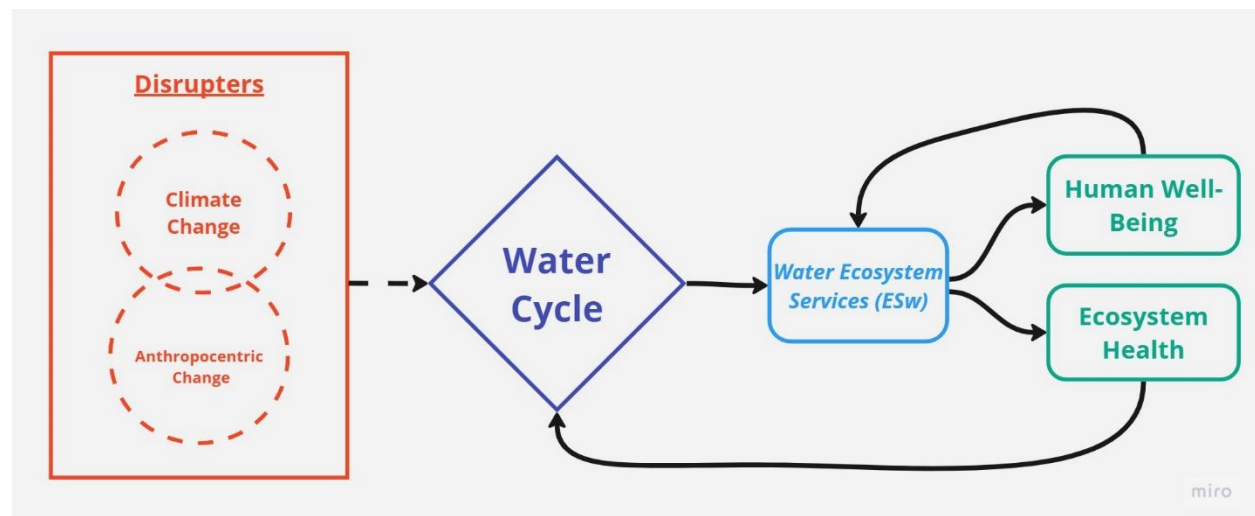 Disrupters
Climate
Change
Anthropocentric
Change
Water
Cycle
Water Ecosystem
Services (ESw)
Human Well-
Being
Ecosystem
Health
miro